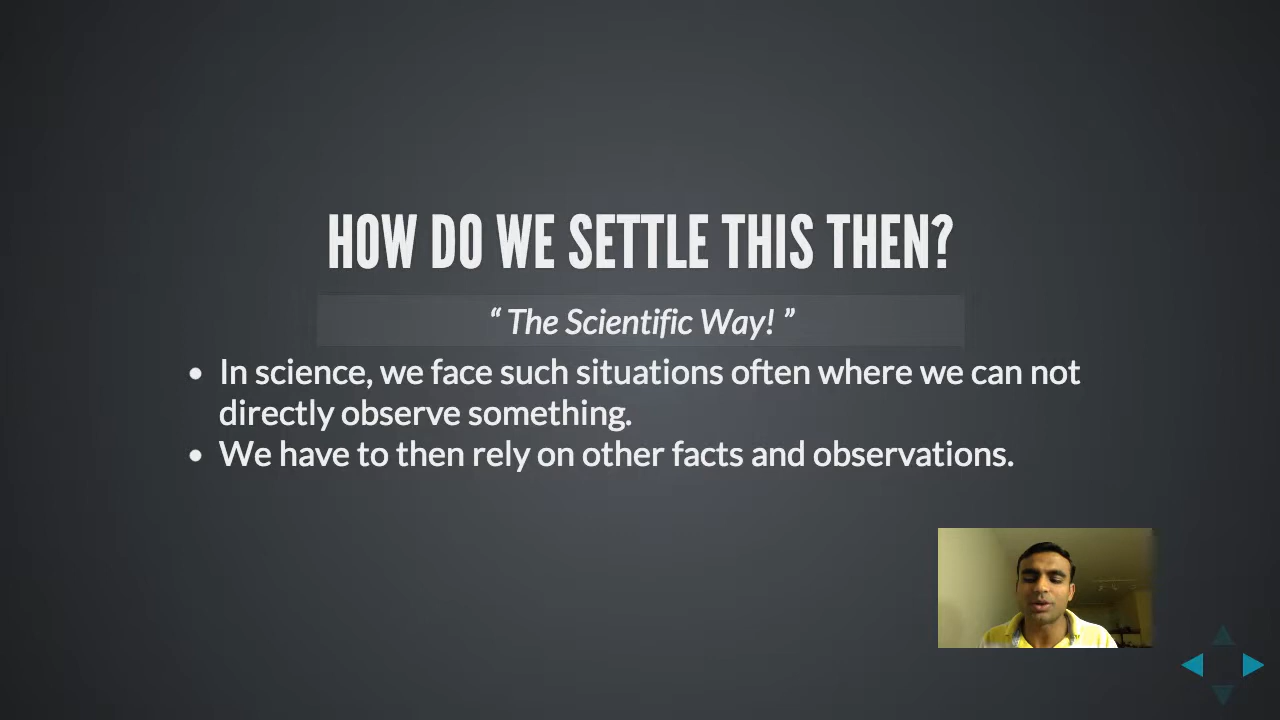 HOW DO WE SETTLE THIS THEN?
“ The Scientific Way! ”
• In science, we face such situations often where we can not
directly observe something.
• We have to then rely on other facts and observations.